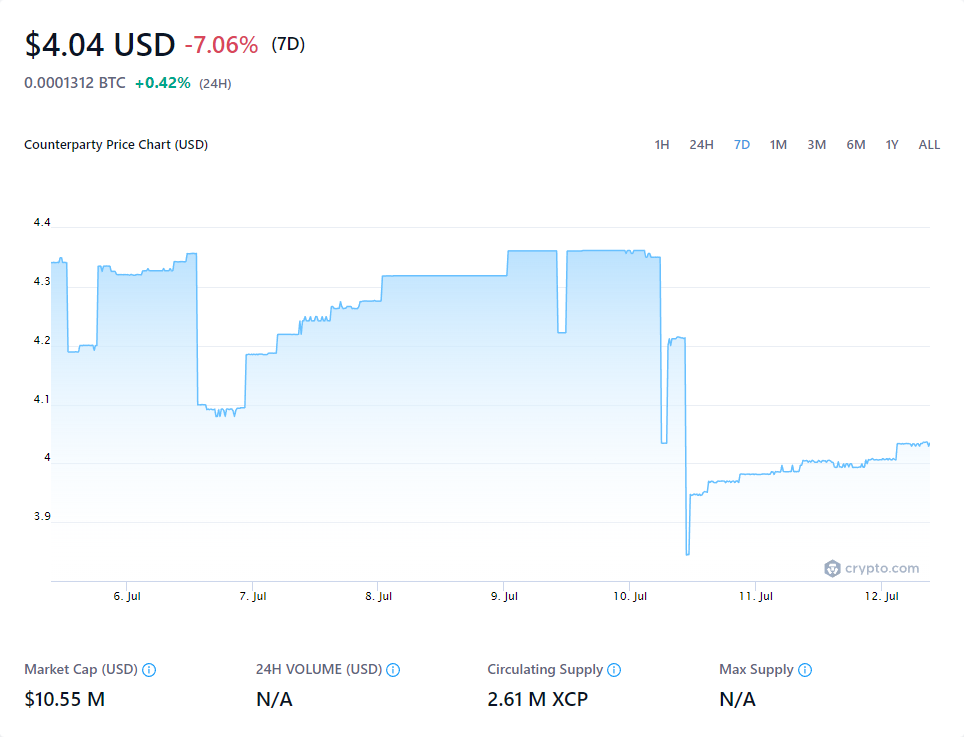 $4.04 USD -7.06% (7D)
0.0001312 BTC +0.42% (24H)
Counterparty Price Chart (USD)
1H 24H 7D 1M 3M 6M 1Y ALL
4.4
4.3
4.2
4.1
4
3.9
crypto.com
6. Jul 7. Jul 8. Jul 9. Jul 10. Jul 11. Jul 12. Jul
Market Cap (USD) 24H VOLUME (USD) Circulating Supply Max Supply
$10.55 M N/A 2.61 M XCP N/A